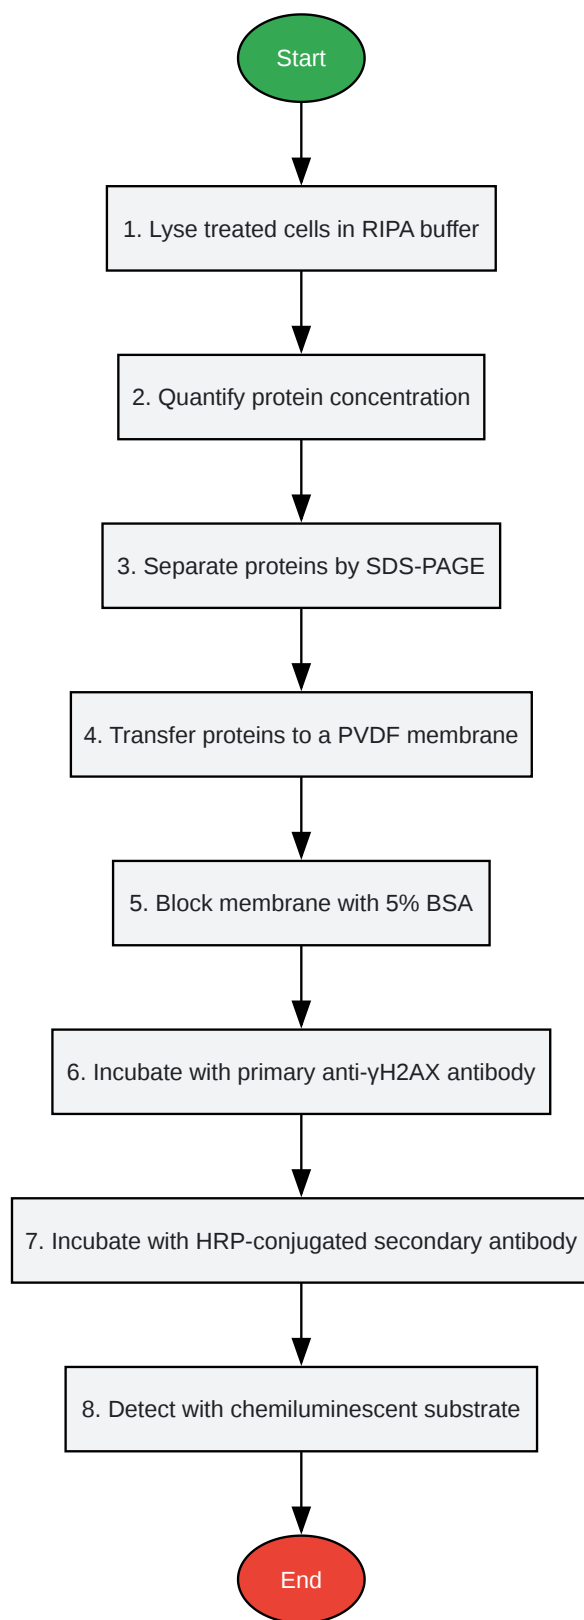 Start
1. Lyse treated cells in RIPA buffer
2. Quantify protein concentration
3. Separate proteins by SDS-PAGE
4. Transfer proteins to a PVDF membrane
5. Block membrane with 5% BSA
6. Incubate with primary anti-γH2AX antibody
7. Incubate with HRP-conjugated secondary antibody
8. Detect with chemiluminescent substrate
End